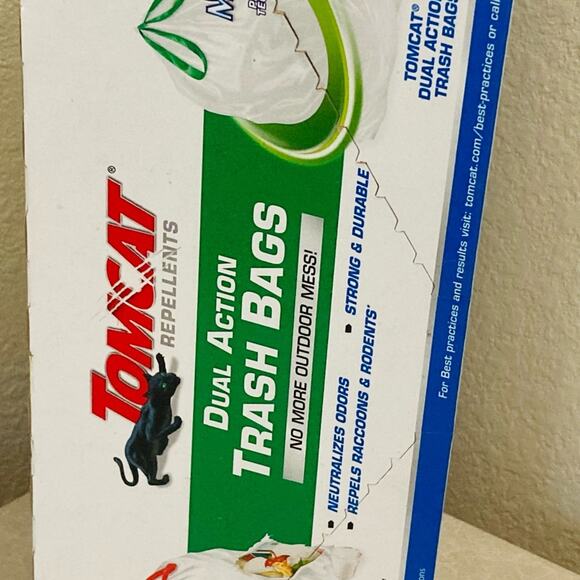 TOMCAT®
REPELLENTS
DUAL ACTION
TRASH BAGS
NO MORE OUTDOOR MESS!
NEUTRALIZES ODORS
STRONG & DURABLE
REPELS RACCOONS & RODENTS*
TOMCAT®
DUAL ACTIO
TRASH BAGS
For Best practices and results visit: tomcat.com/best-practices or call